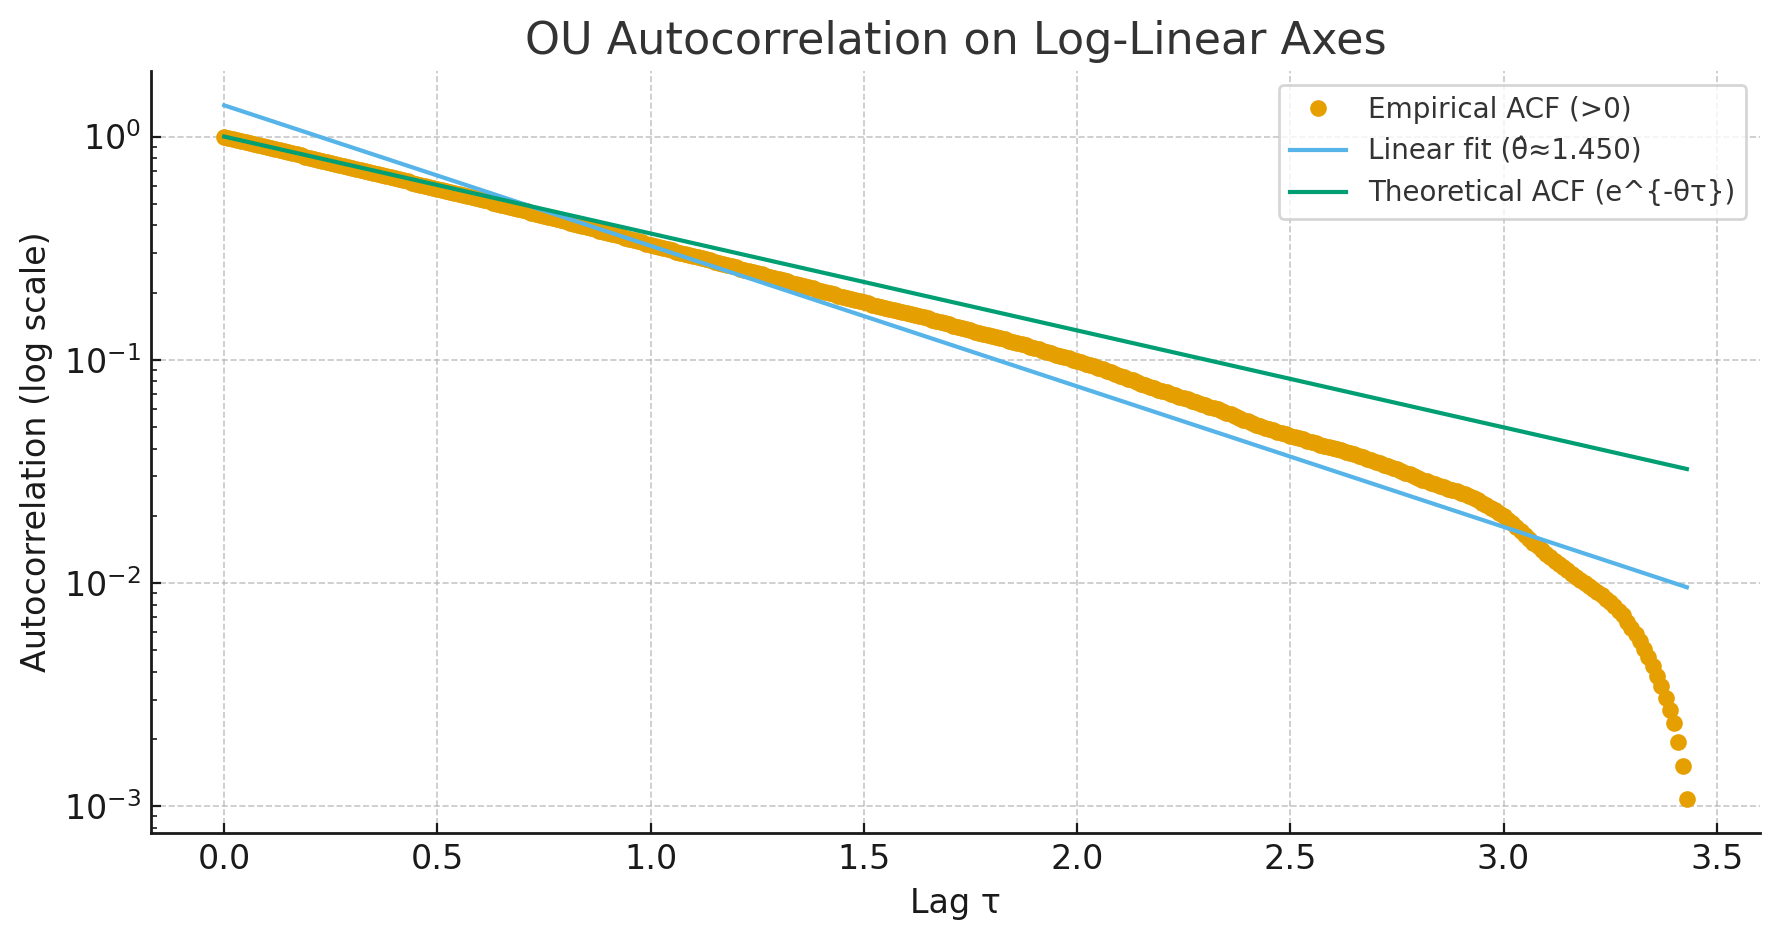 OU Autocorrelation on Log-Linear Axes
Empirical ACF (>0)
Linear fit (θ̂≈1.450)
Theoretical ACF (e^{-θτ})
Autocorrelation (log scale)
10⁰
10⁻¹
10⁻²
10⁻³
0.0 0.5 1.0 1.5 2.0 2.5 3.0 3.5
Lag τ